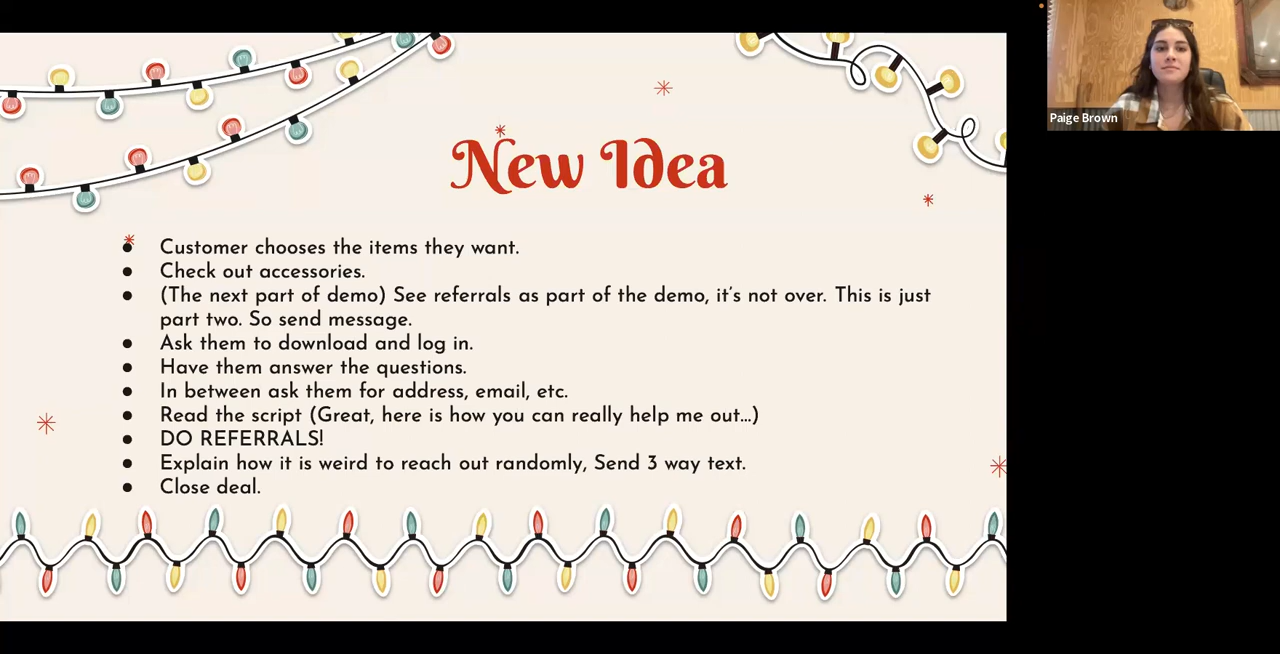 Paige Brown
New Idea
● Customer chooses the items they want.
● Check out accessories.
● (The next part of demo) See referrals as part of the demo, it's not over. This is just
part two. So send message.
● Ask them to download and log in.
● Have them answer the questions.
● In between ask them for address, email, etc.
● Read the script (Great, here is how you can really help me out...)
● DO REFERRALS!
● Explain how it is weird to reach out randomly, Send 3 way text.
● Close deal.